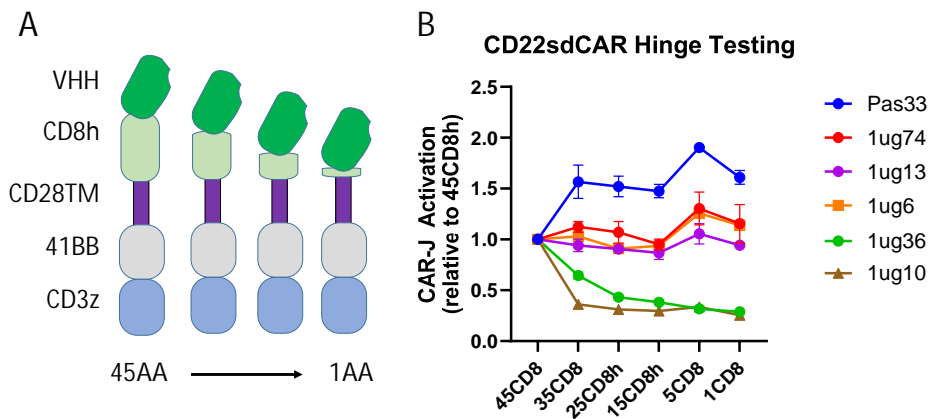 A
VHH
CD8h
CD28TM
41BB
CD3z
45AA
1AA
B
CD22sdCAR Hinge Testing
CAR-J Activation
(relative to 45CD8h)
2.5
2.0
1.5
1.0
0.5
0.0
45CD8
35CD8
25CD8h
15CD8h
5CD8
1CD8
Pas33
1ug74
1ug13
1ug6
1ug36
1ug10